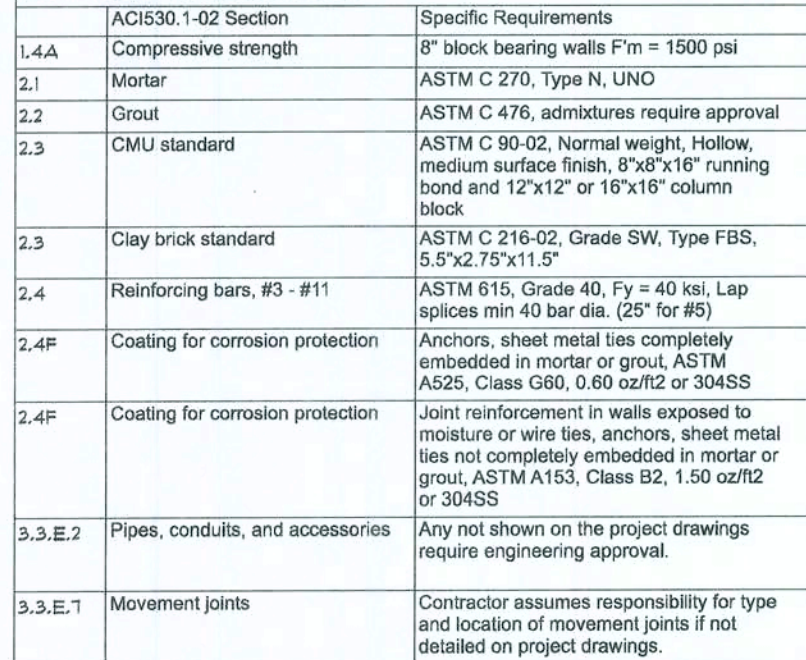 ACI530.1-02 Section Specific Requirements
1.4A Compressive strength 8" block bearing walls F'm = 1500 psi
2.1 Mortar ASTM C 270, Type N, UNO
2.2 Grout ASTM C 476, admixtures require approval
2.3 CMU standard ASTM C 90-02, Normal weight, Hollow,
medium surface finish, 8"x8"x16" running
bond and 12"x12" or 16"x16" column
block
2.3 Clay brick standard ASTM C 216-02, Grade SW, Type FBS,
5.5"x2.75"x11.5"
2.4 Reinforcing bars, #3 - #11 ASTM 615, Grade 40, Fy = 40 ksi, Lap
splices min 40 bar dia. (25" for #5)
2.4F Coating for corrosion protection Anchors, sheet metal ties completely
embedded in mortar or grout, ASTM
A525, Class G60, 0.60 oz/ft2 or 304SS
2.4F Coating for corrosion protection Joint reinforcement in walls exposed to
moisture or wire ties, anchors, sheet metal
ties not completely embedded in mortar or
grout, ASTM A153, Class B2, 1.50 oz/ft2
or 304SS
3.3.E.2 Pipes, conduits, and accessories Any not shown on the project drawings
require engineering approval.
3.3.E.7 Movement joints Contractor assumes responsibility for type
and location of movement joints if not
detailed on project drawings.